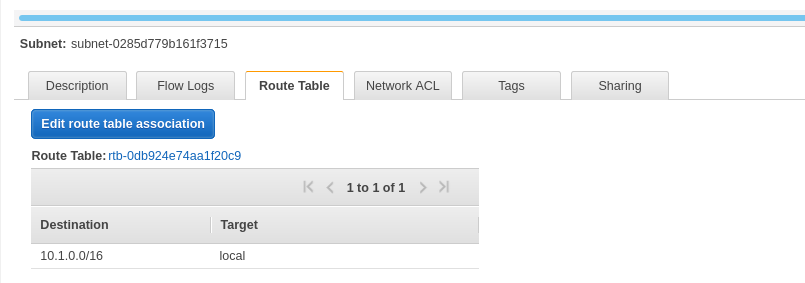 Subnet: subnet-0285d779b161f3715
Description Flow Logs Route Table Network ACL Tags Sharing
Edit route table association
Route Table: rtb-0db924e74aa1f20c9
1 to 1 of 1
Destination Target
10.1.0.0/16 local